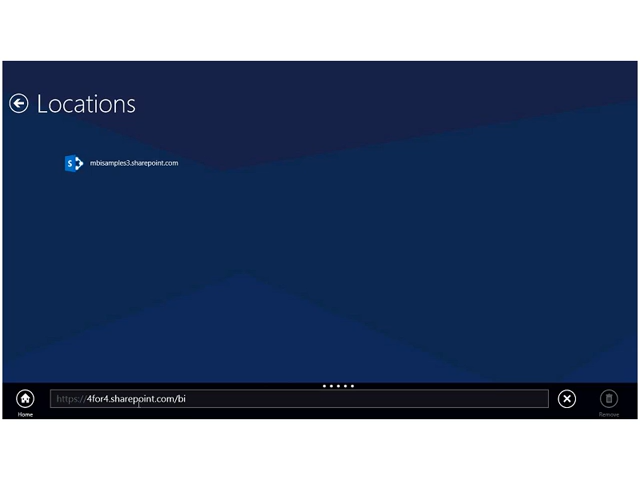 Locations
S
mbisamples3.sharepoint.com
https://4for4.sharepoint.com/bi
Home
Remove